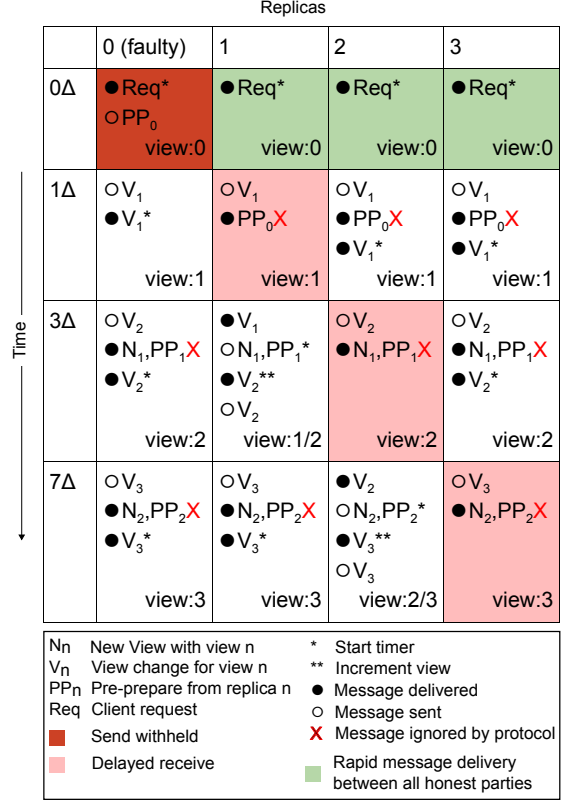 Replicas
0 (faulty) 1 2 3
0Δ
●Req*
○PP₀
view:0
●Req*
view:0
●Req*
view:0
●Req*
view:0
Time
1Δ
○V₁
●V₁*
view:1
○V₁
●PP₀X
view:1
○V₁
●PP₀X
●V₁*
view:1
○V₁
●PP₀X
●V₁*
view:1
3Δ
○V₂
●N₁,PP₁X
●V₂*
view:2
●V₁
○N₁,PP₁*
●V₂**
○V₂
view:1/2
○V₂
●N₁,PP₁X
view:2
○V₂
●N₁,PP₁X
●V₂*
view:2
7Δ
○V₃
●N₂,PP₂X
●V₃*
view:3
○V₃
●N₂,PP₂X
●V₃*
view:3
●V₂
○N₂,PP₂*
●V₃**
○V₃
view:2/3
○V₃
●N₂,PP₂X
view:3
Nn New View with view n
Vn View change for view n
PPn Pre-prepare from replica n
Req Client request
Send withheld
Delayed receive
* Start timer
** Increment view
● Message delivered
○ Message sent
X Message ignored by protocol
Rapid message delivery
between all honest parties